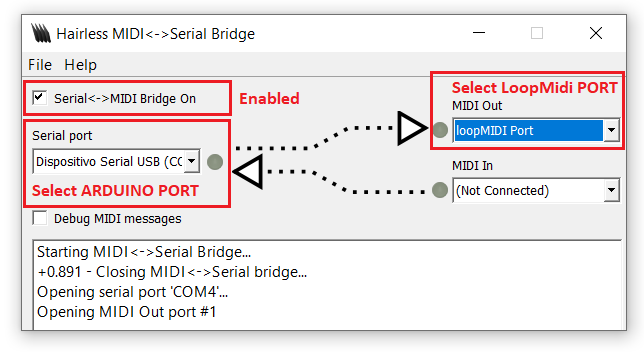 Hairless MIDI<->Serial Bridge
File Help
Serial<->MIDI Bridge On
Enabled
Select LoopMidi PORT
MIDI Out
loopMIDI Port
Serial port
Dispositivo Serial USB (CO
Select ARDUINO PORT
MIDI In
(Not Connected)
Debug MIDI messages
Starting MIDI<->Serial Bridge...
+0.891 - Closing MIDI<->Serial bridge...
Opening serial port 'COM4'...
Opening MIDI Out port #1